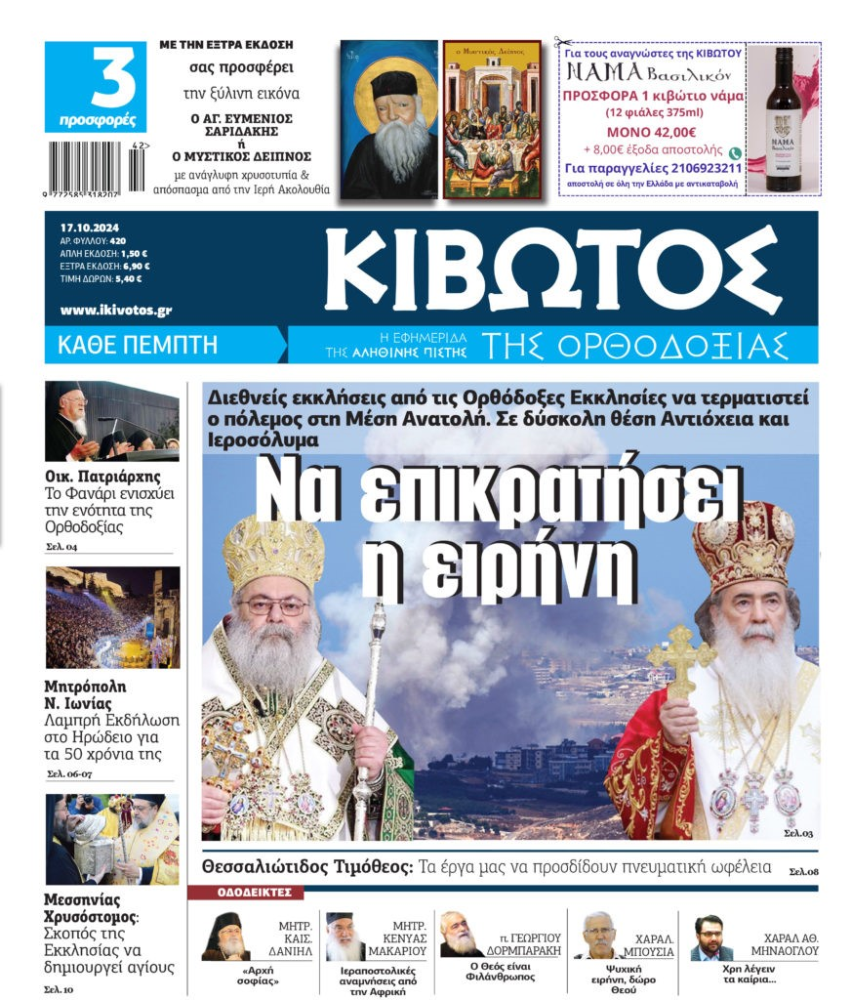 3
προσφορές
ΜΕ ΤΗΝ ΕΞΤΡΑ ΕΚΔΟΣΗ
σας προσφέρει
την ξύλινη εικόνα
Ο ΑΓ. ΕΥΜΕΝΙΟΣ
ΣΑΡΙΔΑΚΗΣ
ή
Ο ΜΥΣΤΙΚΟΣ ΔΕΙΠΝΟΣ
με ανάγλυφη χρυσοτυπία &
απόσπασμα από την Ιερή Ακολουθία
42>
9 772585 318207
ο Μυστικός Δείπνος
Για τους αναγνώστες της ΚΙΒΩΤΟΥ
ΝΑΜΑ Βασιλικόν
ΠΡΟΣΦΟΡΑ 1 κιβώτιο νάμα
(12 φιάλες 375ml)
ΜΟΝΟ 42,00€
+ 8,00€ έξοδα αποστολής
Για παραγγελίες 2106923211
αποστολή σε όλη την Ελλάδα με αντικαταβολή
ΝΑΜΑ
Βασιλικόν
17.10.2024
ΑΡ. ΦΥΛΛΟΥ: 420
ΑΠΛΗ ΕΚΔΟΣΗ: 1,50 €
ΕΞΤΡΑ ΕΚΔΟΣΗ: 6,90 €
ΤΙΜΗ ΔΩΡΩΝ: 5,40 €
www.ikivotos.gr
ΚΙΒΩΤΟΣ
ΚΑΘΕ ΠΕΜΠΤΗ
Η ΕΦΗΜΕΡΙΔΑ
ΤΗΣ ΑΛΗΘΙΝΗΣ ΠΙΣΤΗΣ
ΤΗΣ ΟΡΘΟΔΟΞΙΑΣ
Οικ. Πατριάρχης
Το Φανάρι ενισχύει
την ενότητα της
Ορθοδοξίας
Σελ. 04
Μητρόπολη
Ν. Ιωνίας
Λαμπρή Εκδήλωση
στο Ηρώδειο για
τα 50 χρόνια της
Σελ. 06-07
Μεσσηνίας
Χρυσόστομος:
Σκοπός της
Εκκλησίας να
δημιουργεί αγίους
Σελ. 10
Διεθνείς εκκλήσεις από τις Ορθόδοξες Εκκλησίες να τερματιστεί
ο πόλεμος στη Μέση Ανατολή. Σε δύσκολη θέση Αντιόχεια και
Ιεροσόλυμα
Να επικρατήσει
η ειρήνη
Σελ.03
Θεσσαλιώτιδος Τιμόθεος: Τα έργα μας να προσδίδουν πνευματική ωφέλεια Σελ.08
ΟΔΟΔΕΙΚΤΕΣ
ΜΗΤΡ.
ΚΑΙΣ.
ΔΑΝΙΗΛ
«Αρχή
σοφίας»
ΜΗΤΡ.
ΚΕΝΥΑΣ
ΜΑΚΑΡΙΟΥ
Ιεραποστολικές
αναμνήσεις από
την Αφρική
π. ΓΕΩΡΓΙΟΥ
ΔΟΡΜΠΑΡΑΚΗ
Ο Θεός είναι
Φιλάνθρωπος
ΧΑΡΑΛ.
ΜΠΟΥΣΙΑ
Ψυχική
ειρήνη, δώρο
Θεού
ΧΑΡΑΛ ΑΘ.
ΜΗΝΑΟΓΛΟΥ
Χρη λέγειν
τα καίρια...